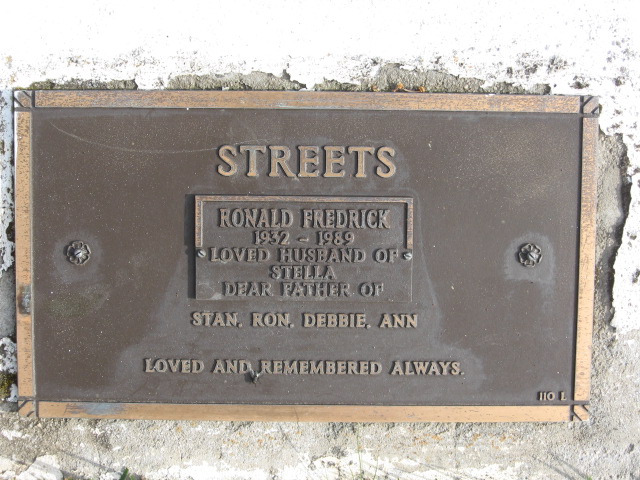 STREETS
RONALD FREDRICK
1932 - 1989
LOVED HUSBAND OF
STELLA
DEAR FATHER OF
STAN, RON, DEBBIE, ANN
LOVED AND REMEMBERED ALWAYS.
110 L